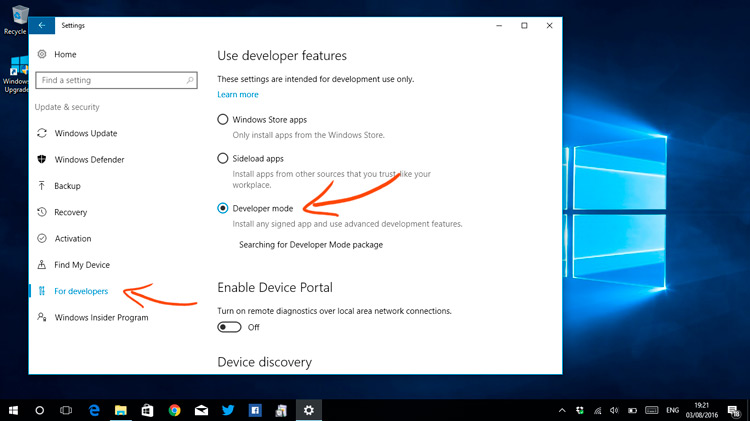 Recycle
Windows
Upgrade
Settings
Home
Find a setting
Update & security
Windows Update
Windows Defender
Backup
Recovery
Activation
Find My Device
For developers
Windows Insider Program
Use developer features
These settings are intended for development use only.
Learn more
Windows Store apps
Only install apps from the Windows Store.
Sideload apps
Install apps from other sources that you trust like your
workplace.
Developer mode
Install any signed app and use advanced development features.
Searching for Developer Mode package
Enable Device Portal
Turn on remote diagnostics over local area network connections.
Off
Device discovery
ENG
19:21
03/08/2016